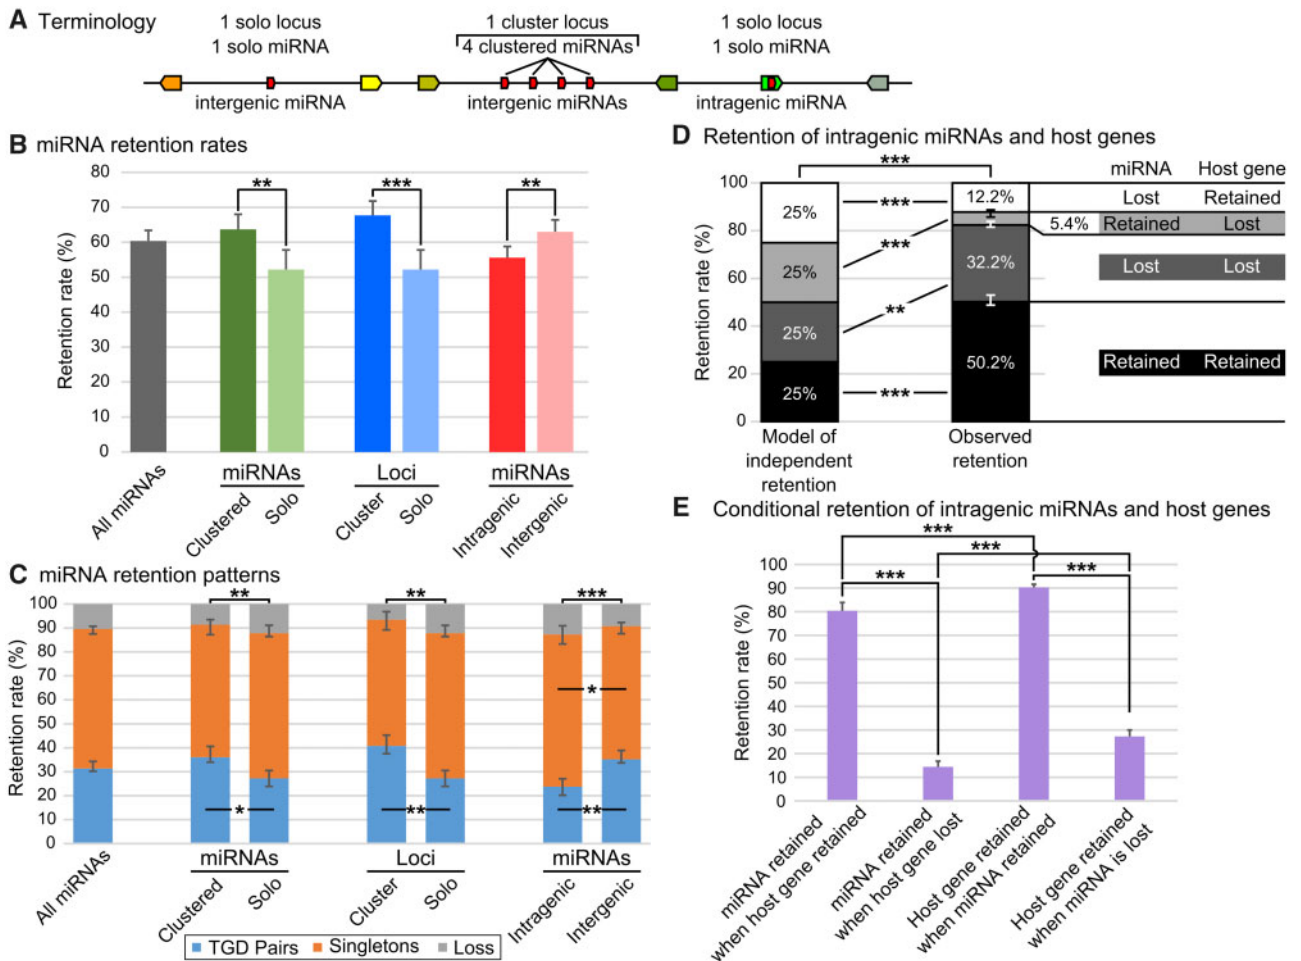 A Terminology
1 solo locus
1 solo miRNA
1 cluster locus
4 clustered miRNAs
1 solo locus
1 solo miRNA
intergenic miRNA
intergenic miRNAs
intragenic miRNA
B miRNA retention rates
Retention rate (%)
80
70
60
50
40
30
20
10
0
**
***
**
All miRNAs
miRNAs
Clustered
Solo
Loci
Cluster
Solo
miRNAs
Intragenic
Intergenic
C miRNA retention patterns
Retention rate (%)
100
90
80
70
60
50
40
30
20
10
0
**
**
***
*
*
**
**
All miRNAs
miRNAs
Clustered
Solo
Loci
Cluster
Solo
miRNAs
Intragenic
Intergenic
TGD Pairs
Singletons
Loss
D Retention of intragenic miRNAs and host genes
Retention rate (%)
100
80
60
40
20
0
***
25%
25%
25%
25%
***
***
**
***
12.2%
5.4%
32.2%
50.2%
miRNA Host gene
Lost Retained
Retained Lost
Lost Lost
Retained Retained
Model of
independent
retention
Observed
retention
E Conditional retention of intragenic miRNAs and host genes
Retention rate (%)
100
90
80
70
60
50
40
30
20
10
0
***
***
***
***
miRNA retained
when host gene retained
miRNA retained
when host gene lost
Host gene retained
when miRNA retained
Host gene retained
when miRNA is lost